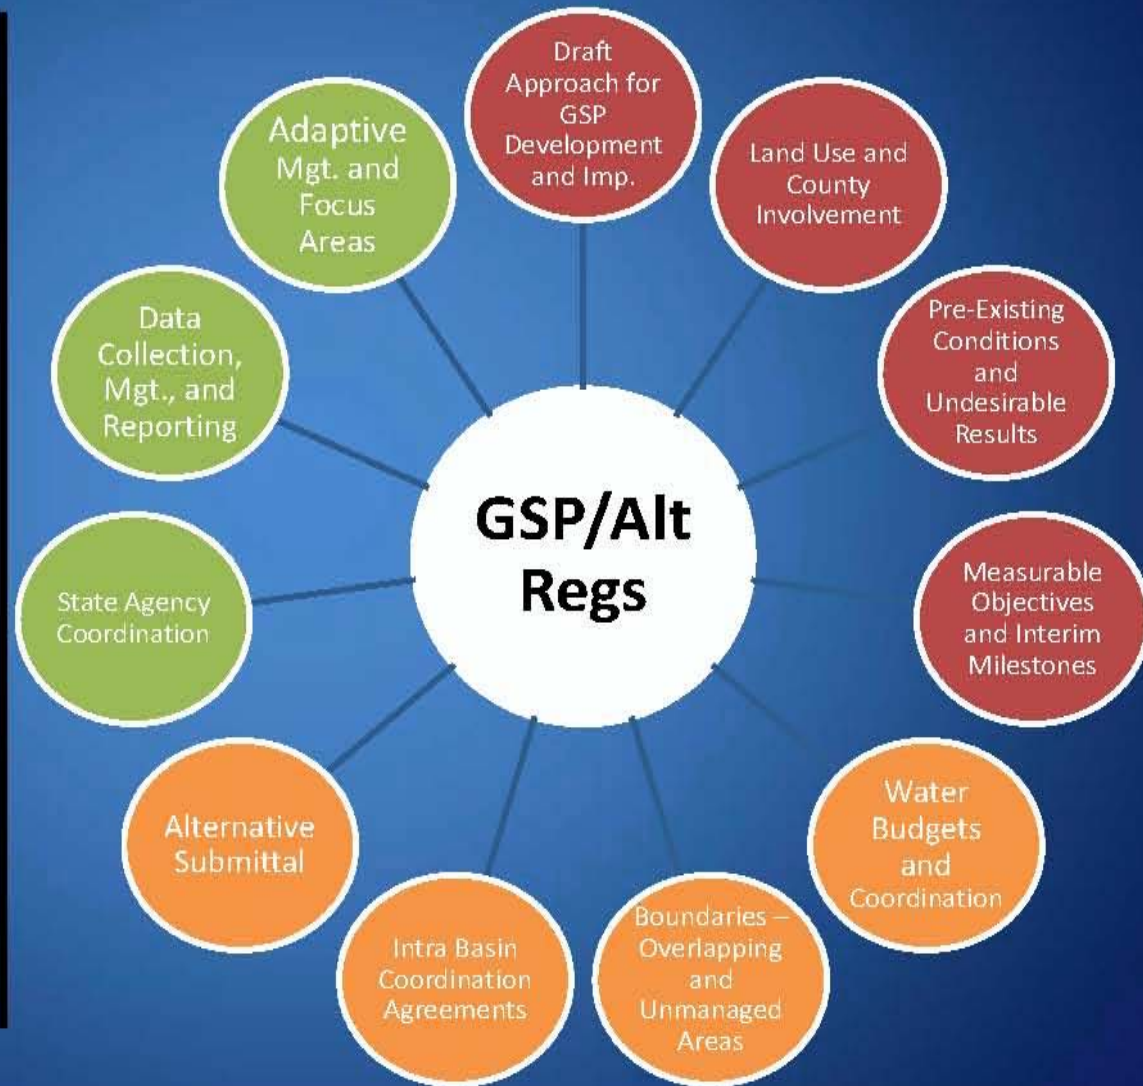 Draft
Approach for
GSP
Development
and Imp.
Land Use and
County
Involvement
Pre-Existing
Conditions
and
Undesirable
Results
Measurable
Objectives
and Interim
Milestones
Water
Budgets
and
Coordination
Boundaries –
Overlapping
and
Unmanaged
Areas
Intra Basin
Coordination
Agreements
Alternative
Submittal
State Agency
Coordination
Data
Collection,
Mgt., and
Reporting
Adaptive
Mgt. and
Focus
Areas
GSP/Alt
Regs